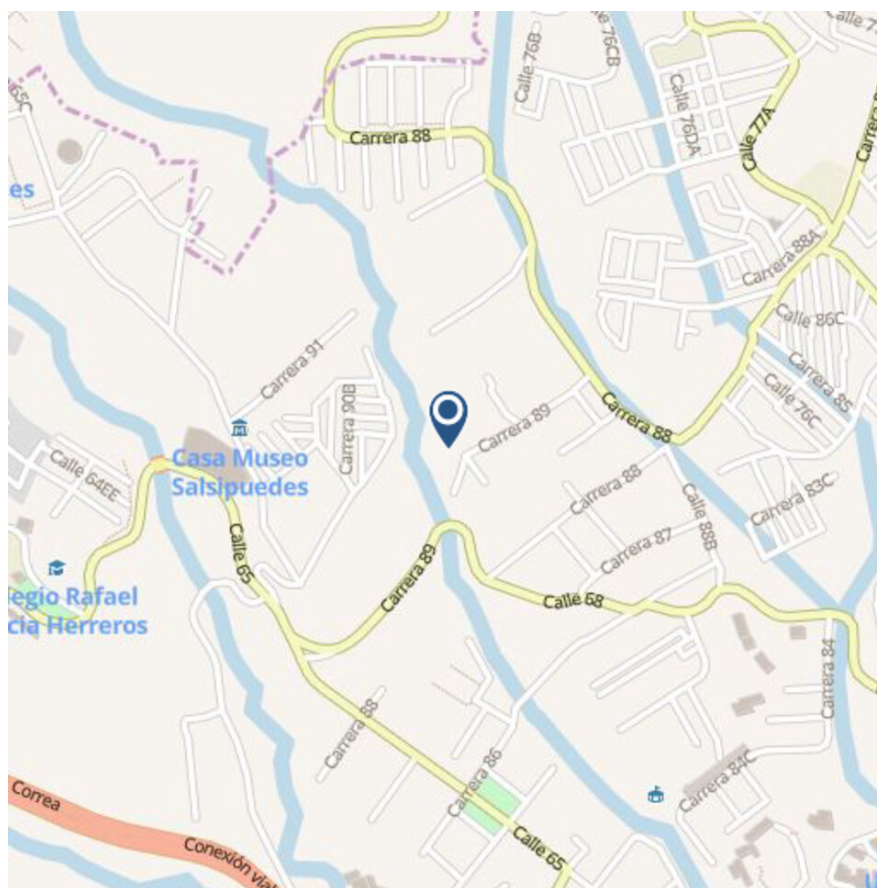 Calle 76B
Calle 76CB
Calle 7
65C
Calle 76DA
Calle 77A
Carrera 88
Carrera
es
Carrera 88A
Carrera 91
Calle 86C
Carrera 85
Carrera 90B
Calle 76C
Carrera 89
Carrera 88
Casa Museo
Salsipuedes
Calle 64EE
Carrera 88
Carrera 83C
Calle 88B
Carrera 87
Calle 65
Carrera 89
Calle 68
egio Rafael
cia Herreros
Carrera 84
Carrera 88
Carrera 86
Carrera 84C
Correa
Calle 65
Conexión vial